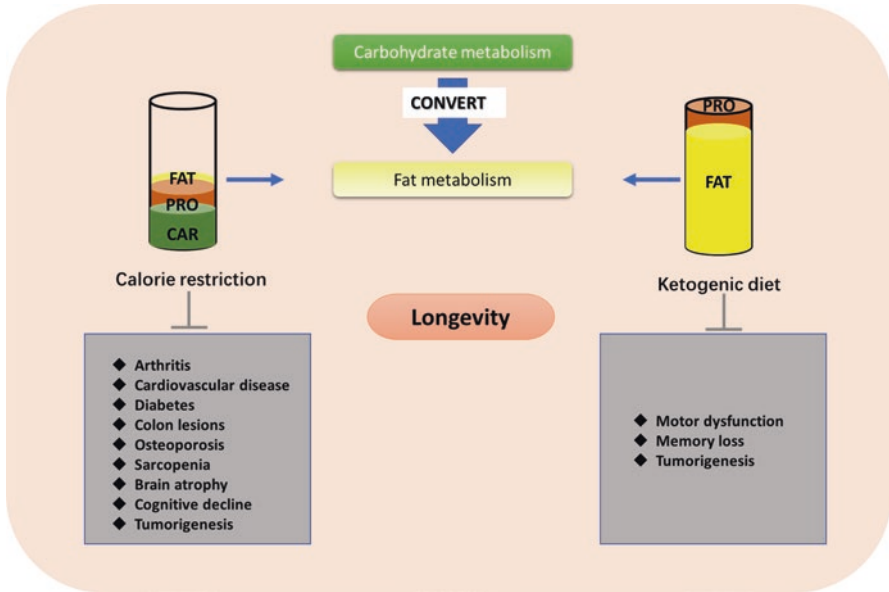 Carbohydrate metabolism
CONVERT
Fat metabolism
FAT
PRO
CAR
Calorie restriction
PRO
FAT
Ketogenic diet
Longevity
◆ Arthritis
◆ Cardiovascular disease
◆ Diabetes
◆ Colon lesions
◆ Osteoporosis
◆ Sarcopenia
◆ Brain atrophy
◆ Cognitive decline
◆ Tumorigenesis
◆ Motor dysfunction
◆ Memory loss
◆ Tumorigenesis